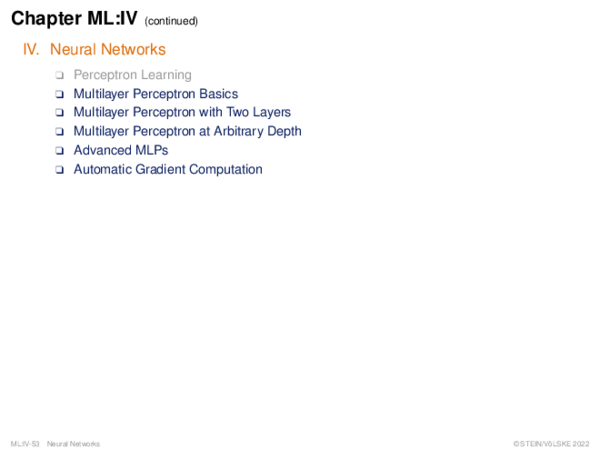 Chapter ML:IV (continued)
IV. Neural Networks
❑ Perceptron Learning
❑ Multilayer Perceptron Basics
❑ Multilayer Perceptron with Two Layers
❑ Multilayer Perceptron at Arbitrary Depth
❑ Advanced MLPs
❑ Automatic Gradient Computation
ML:IV-53 Neural Networks ©STEIN/VÖLSKE 2022